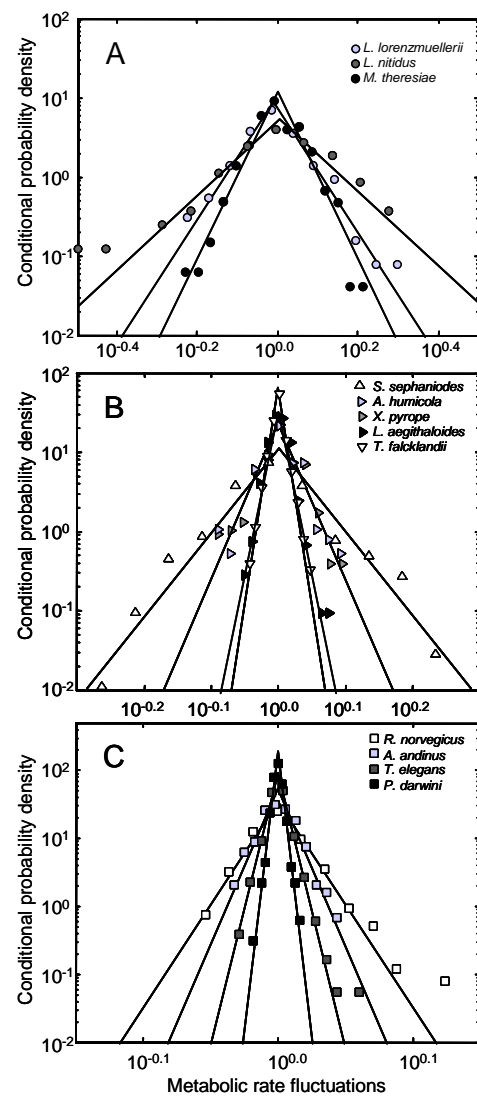 A
L. lorenzmuellerii
L. nitidus
M. theresiae
Conditional probability density
10^2
10^1
10^0
10^-1
10^-2
10^-0.4 10^-0.2 10^0.0 10^0.2 10^0.4
B
S. sephaniodes
A. humicola
X. pyrope
L. aegithaloides
T. falcklandii
Conditional probability density
10^2
10^1
10^0
10^-1
10^-2
10^-0.2 10^-0.1 10^0.0 10^0.1 10^0.2
C
R. norvegicus
A. andinus
T. elegans
P. darwini
Conditional probability density
10^2
10^1
10^0
10^-1
10^-2
10^-0.1 10^0.0 10^0.1
Metabolic rate fluctuations